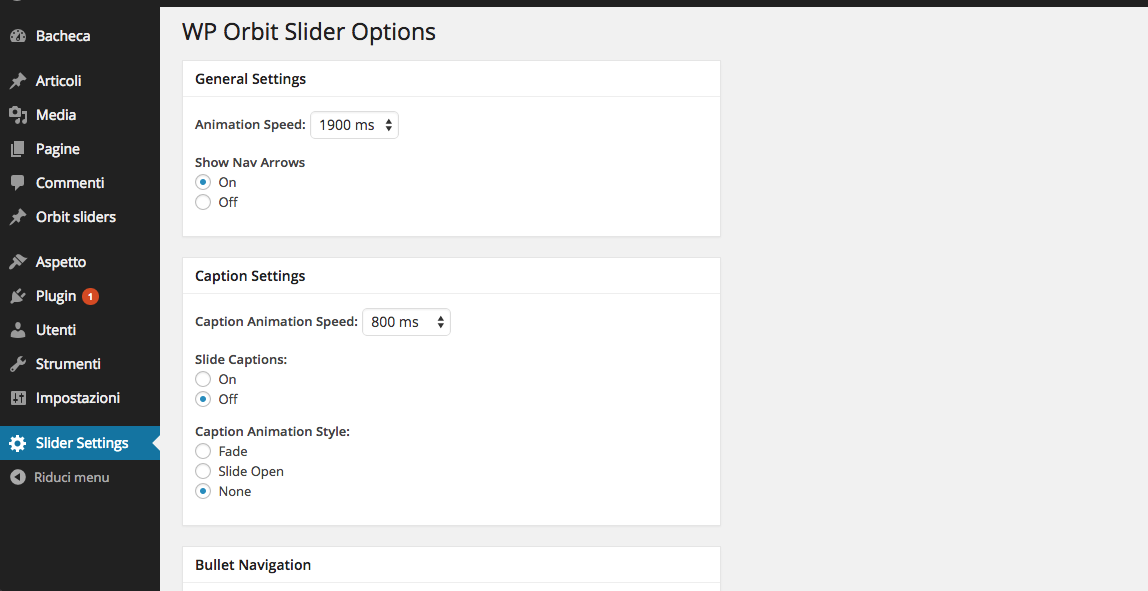 Bacheca
Articoli
Media
Pagine
Commenti
Orbit sliders
Aspetto
Plugin 1
Utenti
Strumenti
Impostazioni
Slider Settings
Riduci menu
WP Orbit Slider Options
General Settings
Animation Speed: 1900 ms
Show Nav Arrows
On
Off
Caption Settings
Caption Animation Speed: 800 ms
Slide Captions:
On
Off
Caption Animation Style:
Fade
Slide Open
None
Bullet Navigation